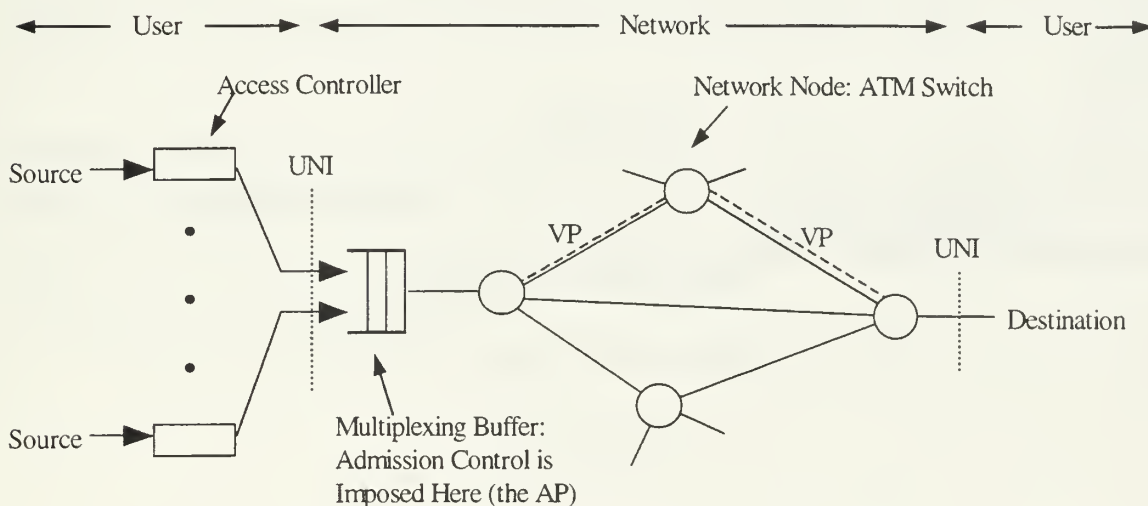 User
Network
User
Access Controller
Network Node: ATM Switch
Source
UNI
VP
VP
UNI
Destination
Source
Multiplexing Buffer:
Admission Control is
Imposed Here (the AP)